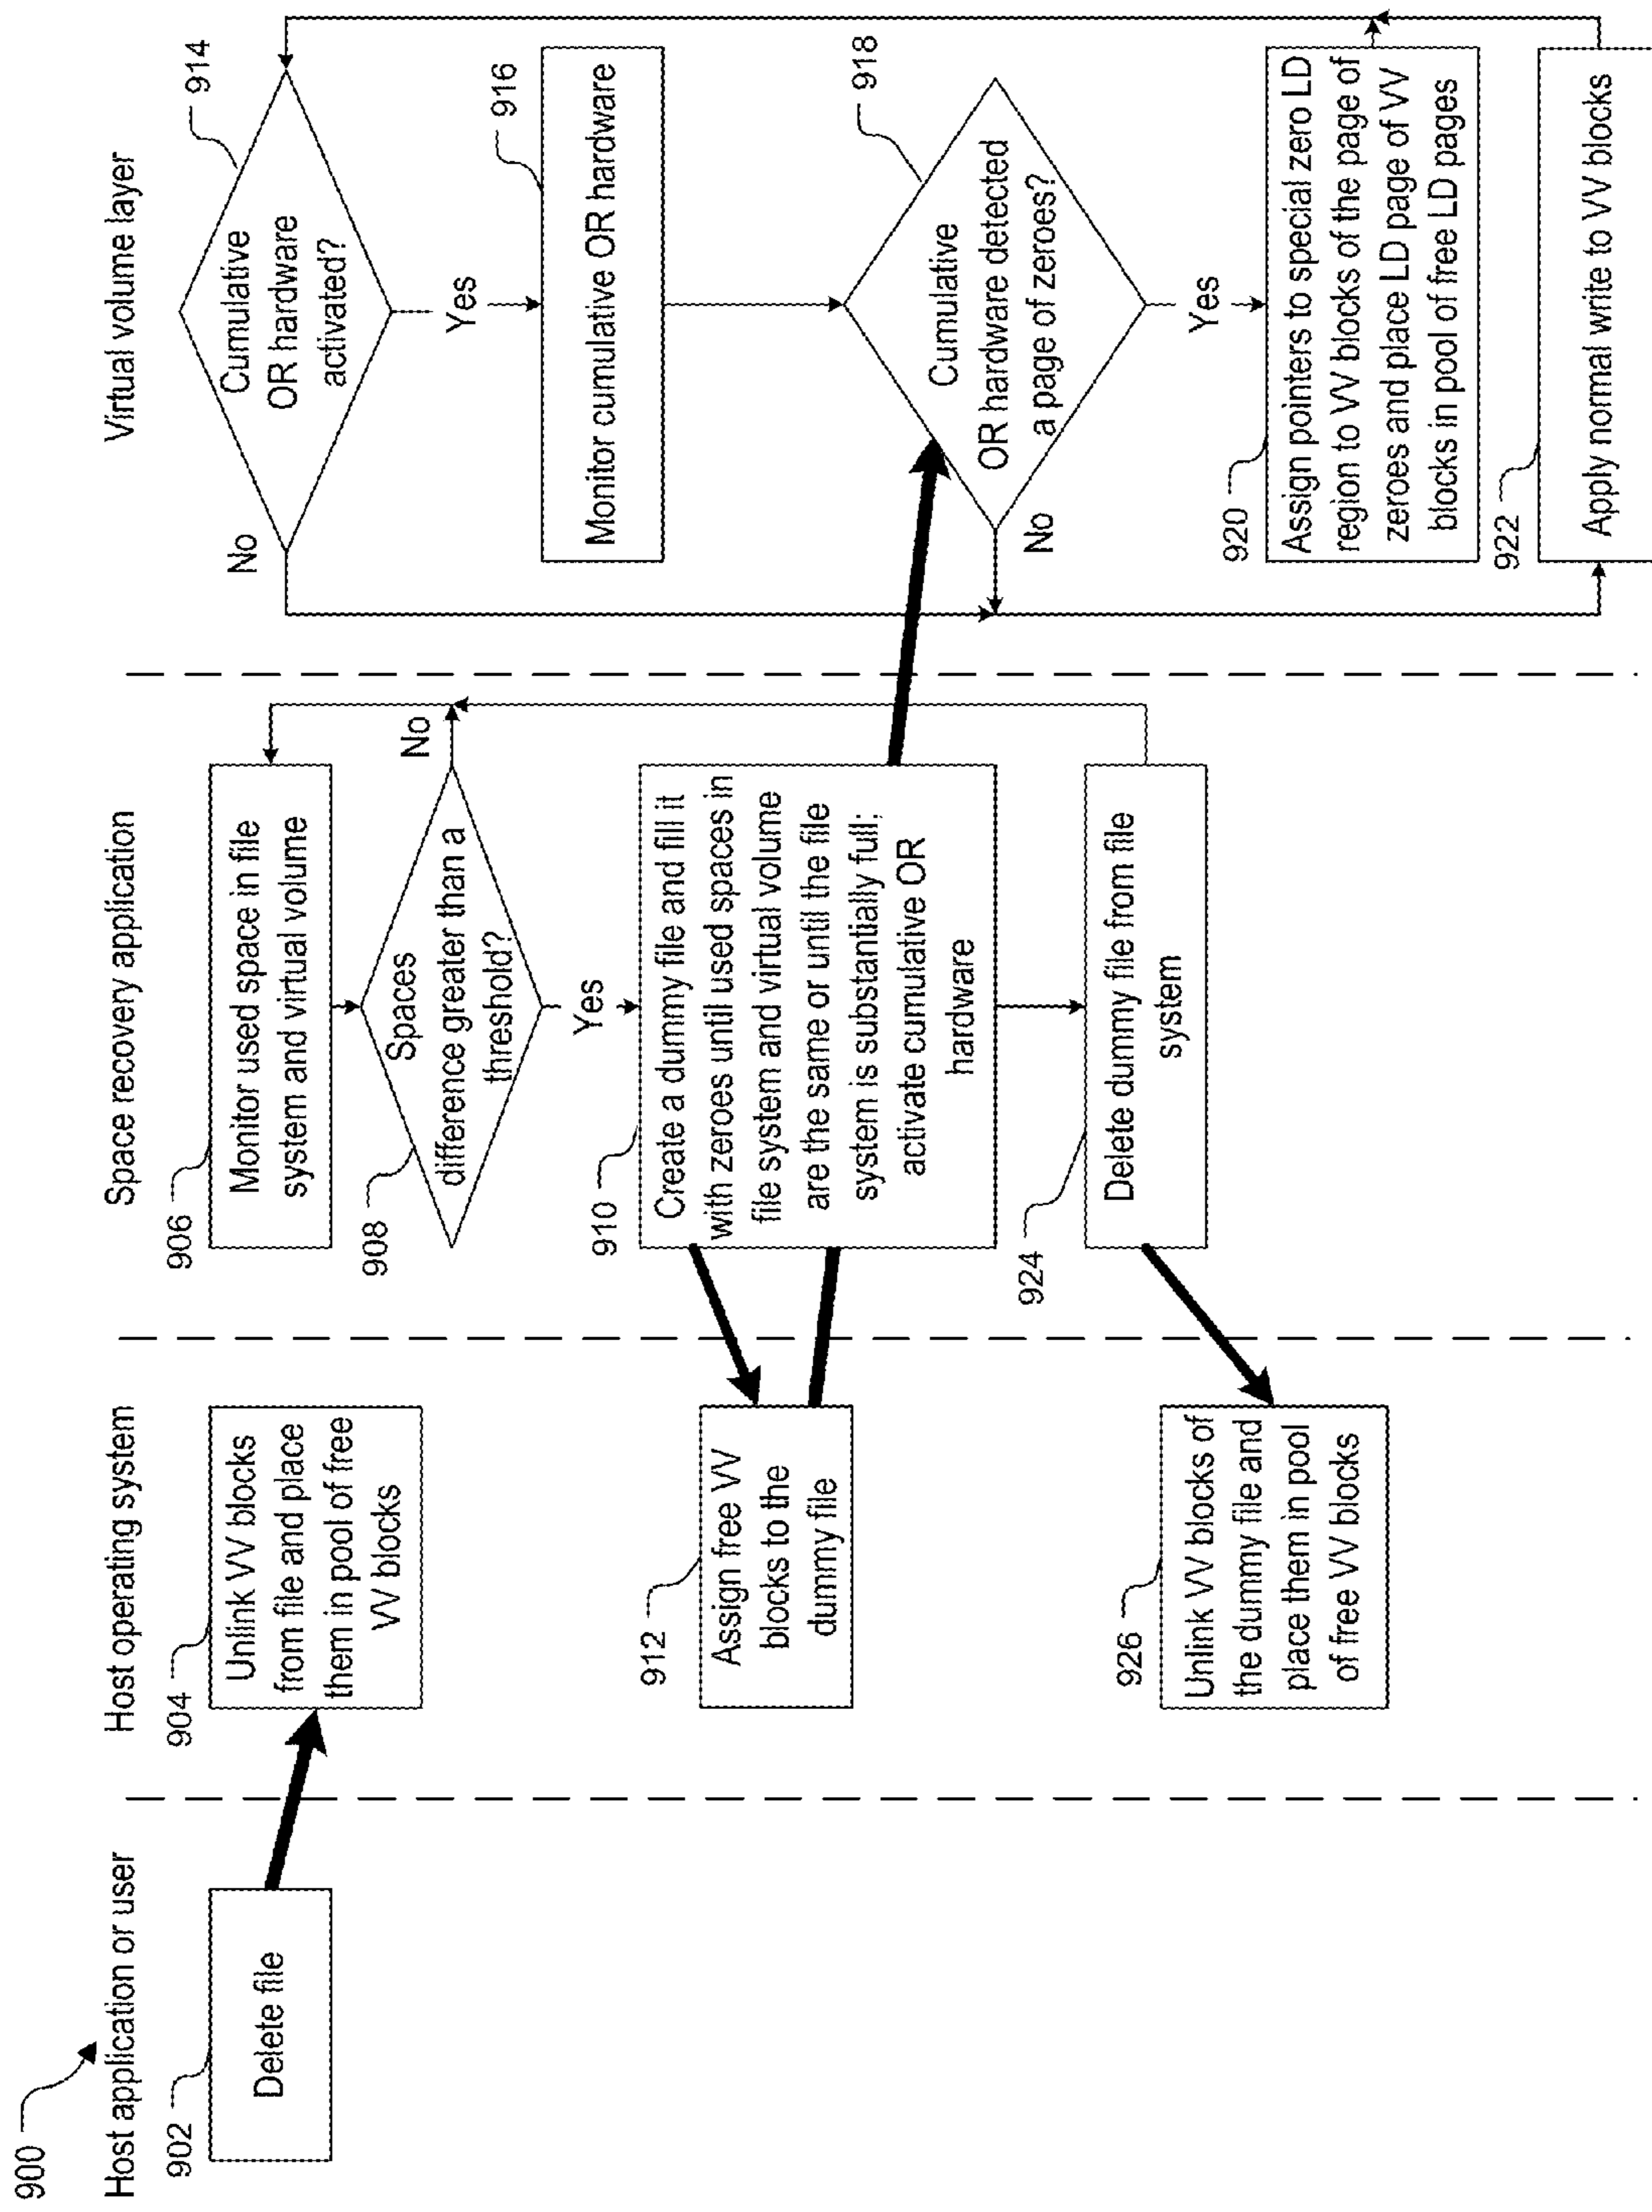 900
Host application or user
902
Delete file
Host operating system
904
Unlink VV blocks
from file and place
them in pool of free
VV blocks
912
Assign free VV
blocks to the
dummy file
926
Unlink VV blocks of
the dummy file and
place them in pool
of free VV blocks
Space recovery application
906
Monitor used space in file
system and virtual volume
908
Spaces
difference greater than a
threshold?
No
Yes
910
Create a dummy file and fill it
with zeroes until used spaces in
file system and virtual volume
are the same or until the file
system is substantially full;
activate cumulative OR
hardware
924
Delete dummy file from file
system
Virtual volume layer
914
Cumulative
OR hardware
activated?
No
Yes
916
Monitor cumulative OR hardware
918
Cumulative
OR hardware detected
a page of zeroes?
No
Yes
920
Assign pointers to special zero LD
region to VV blocks of the page of
zeroes and place LD page of VV
blocks in pool of free LD pages
922
Apply normal write to VV blocks